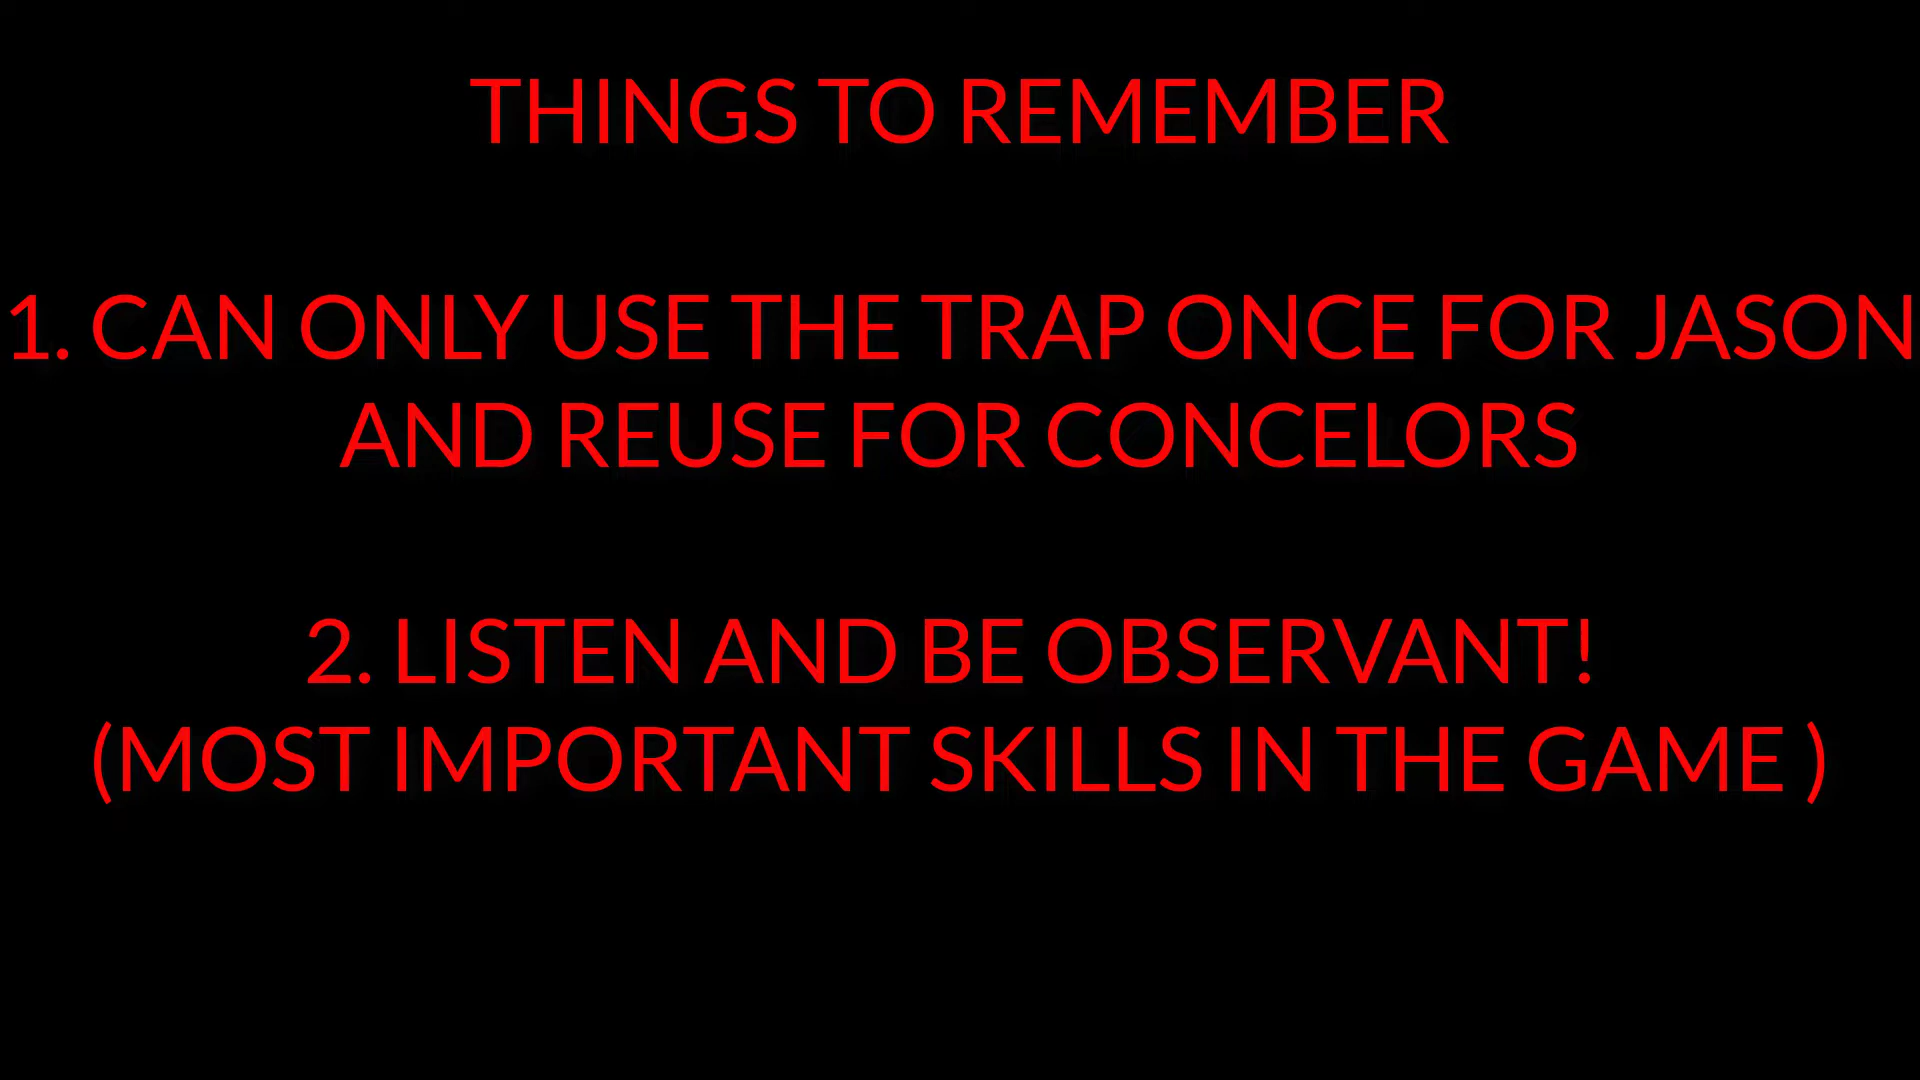 THINGS TO REMEMBER
1. CAN ONLY USE THE TRAP ONCE FOR JASON
AND REUSE FOR CONCELORS
2. LISTEN AND BE OBSERVANT!
(MOST IMPORTANT SKILLS IN THE GAME )